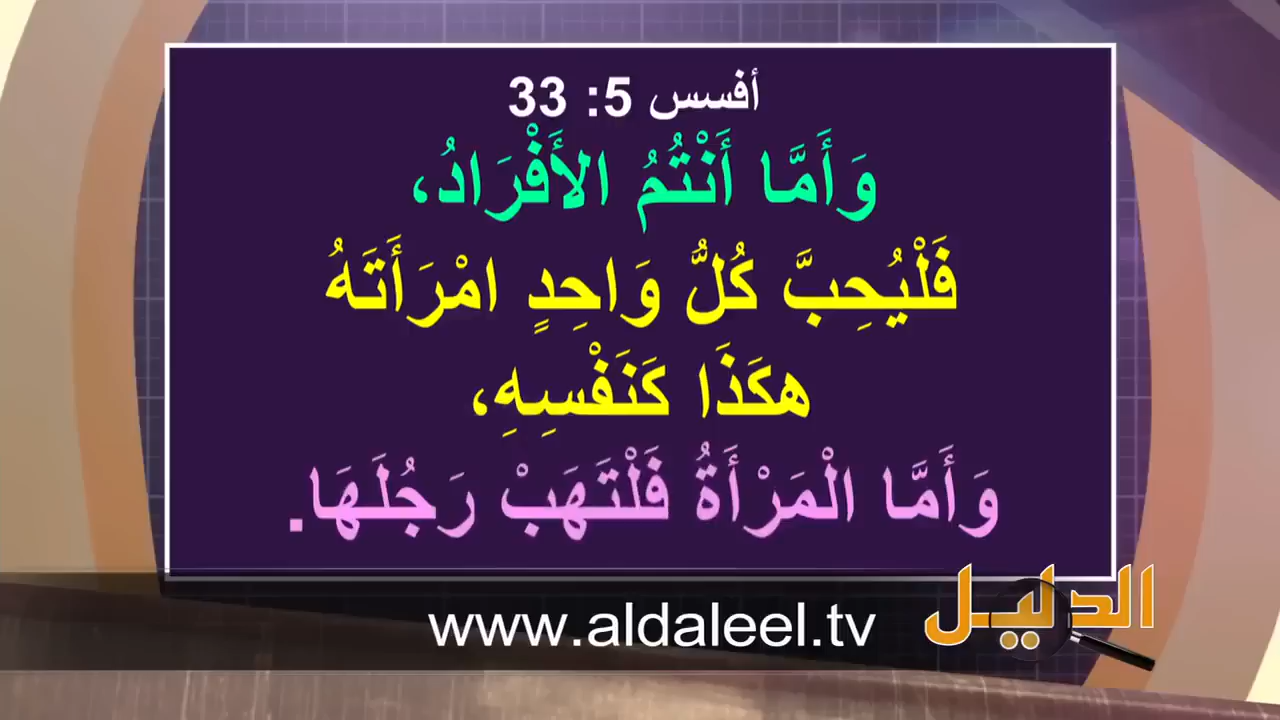 أفسس 5: 33
وَأَمَّا أَنْتُمُ الأَفْرَادُ،
فَلْيُحِبَّ كُلُّ وَاحِدٍ امْرَأَتَهُ
هكَذَا كَنَفْسِهِ،
وَأَمَّا الْمَرْأَةُ فَلْتَهَبْ رَجُلَهَا.
الدليل
www.aldaleel.tv